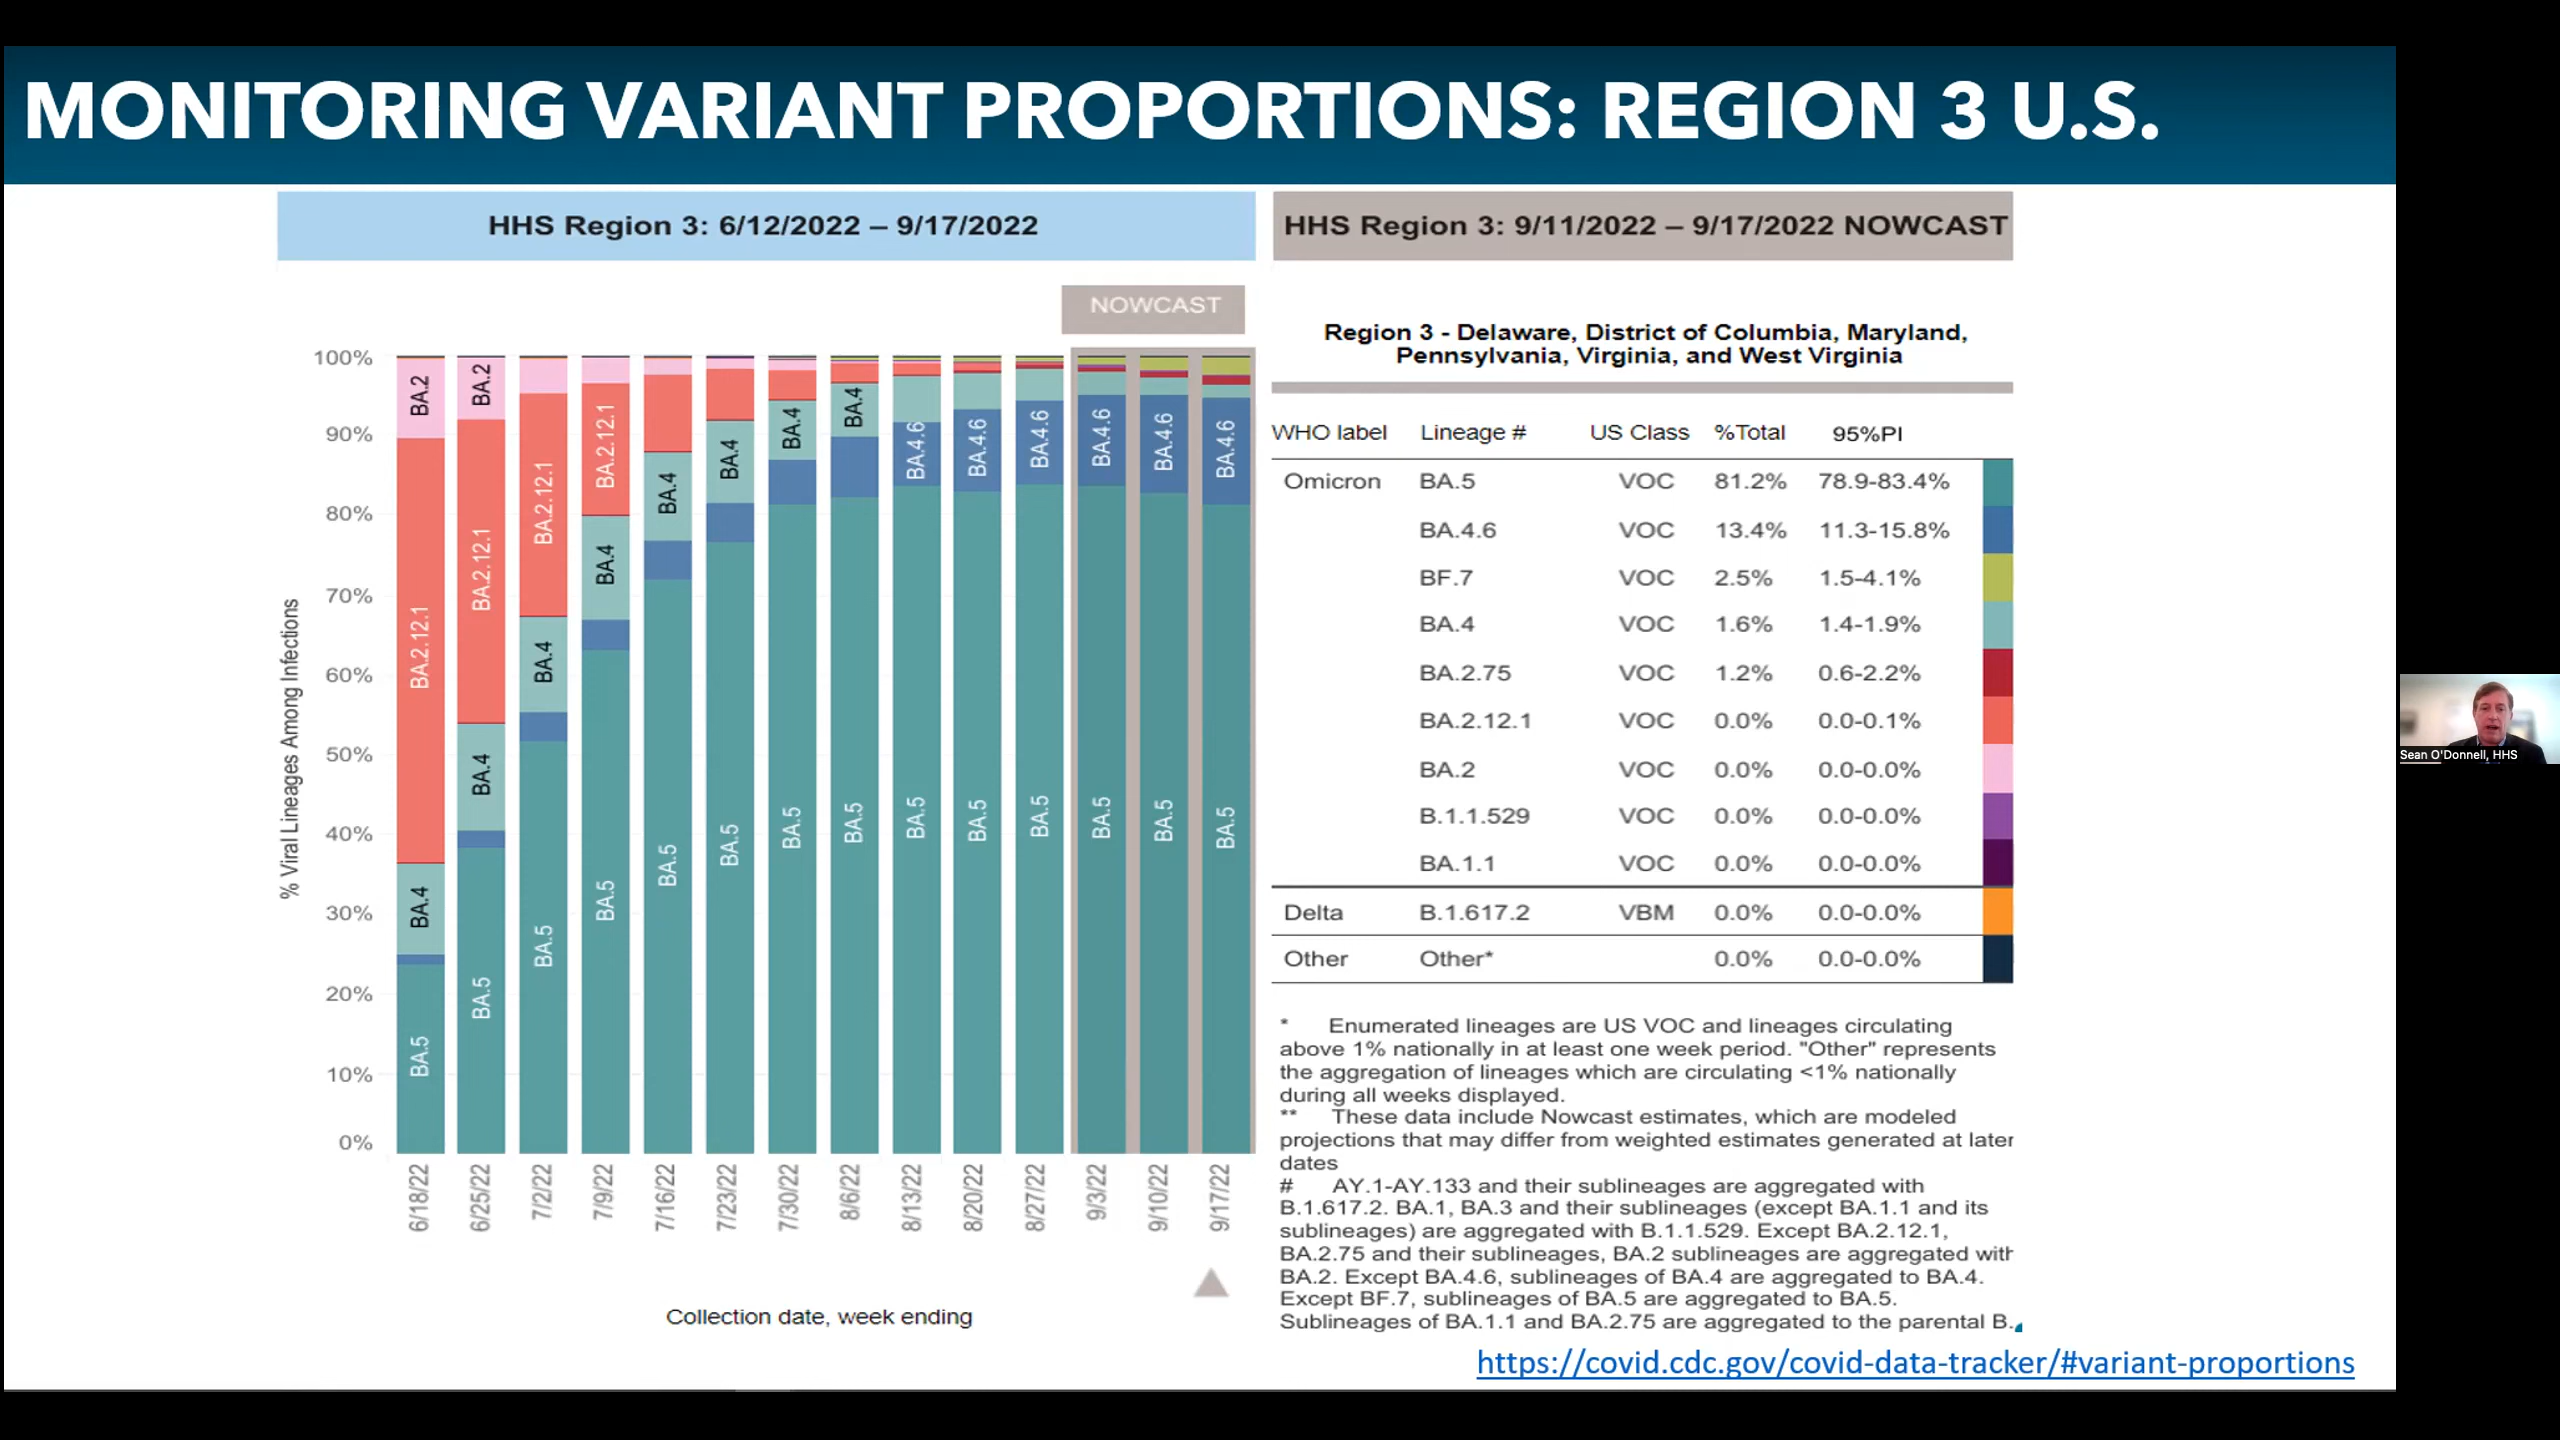 MONITORING VARIANT PROPORTIONS: REGION 3 U.S.
HHS Region 3: 6/12/2022 – 9/17/2022
HHS Region 3: 9/11/2022 – 9/17/2022 NOWCAST
NOWCAST
% Viral Lineages Among Infections
100%
90%
80%
70%
60%
50%
40%
30%
20%
10%
0%
BA.2
BA.2.12.1
BA.4
BA.5
BA.2
BA.2.12.1
BA.4
BA.5
BA.2.12.1
BA.4
BA.5
BA.2.12.1
BA.4
BA.5
BA.4
BA.5
BA.4
BA.5
BA.4
BA.5
BA.4
BA.5
BA.4.6
BA.5
BA.4.6
BA.5
BA.4.6
BA.5
BA.4.6
BA.5
BA.4.6
BA.5
BA.4.6
BA.5
6/18/22
6/25/22
7/2/22
7/9/22
7/16/22
7/23/22
7/30/22
8/6/22
8/13/22
8/20/22
8/27/22
9/3/22
9/10/22
9/17/22
Collection date, week ending
Region 3 - Delaware, District of Columbia, Maryland,
Pennsylvania, Virginia, and West Virginia
WHO label Lineage # US Class %Total 95%PI
Omicron BA.5 VOC 81.2% 78.9-83.4%
BA.4.6 VOC 13.4% 11.3-15.8%
BF.7 VOC 2.5% 1.5-4.1%
BA.4 VOC 1.6% 1.4-1.9%
BA.2.75 VOC 1.2% 0.6-2.2%
BA.2.12.1 VOC 0.0% 0.0-0.1%
BA.2 VOC 0.0% 0.0-0.0%
B.1.1.529 VOC 0.0% 0.0-0.0%
BA.1.1 VOC 0.0% 0.0-0.0%
Delta B.1.617.2 VBM 0.0% 0.0-0.0%
Other Other* 0.0% 0.0-0.0%
* Enumerated lineages are US VOC and lineages circulating
above 1% nationally in at least one week period. "Other" represents
the aggregation of lineages which are circulating <1% nationally
during all weeks displayed.
** These data include Nowcast estimates, which are modeled
projections that may differ from weighted estimates generated at later
dates
# AY.1-AY.133 and their sublineages are aggregated with
B.1.617.2. BA.1, BA.3 and their sublineages (except BA.1.1 and its
sublineages) are aggregated with B.1.1.529. Except BA.2.12.1,
BA.2.75 and their sublineages, BA.2 sublineages are aggregated with
BA.2. Except BA.4.6, sublineages of BA.4 are aggregated to BA.4.
Except BF.7, sublineages of BA.5 are aggregated to BA.5.
Sublineages of BA.1.1 and BA.2.75 are aggregated to the parental B.
https://covid.cdc.gov/covid-data-tracker/#variant-proportions
Sean O'Donnell, HHS